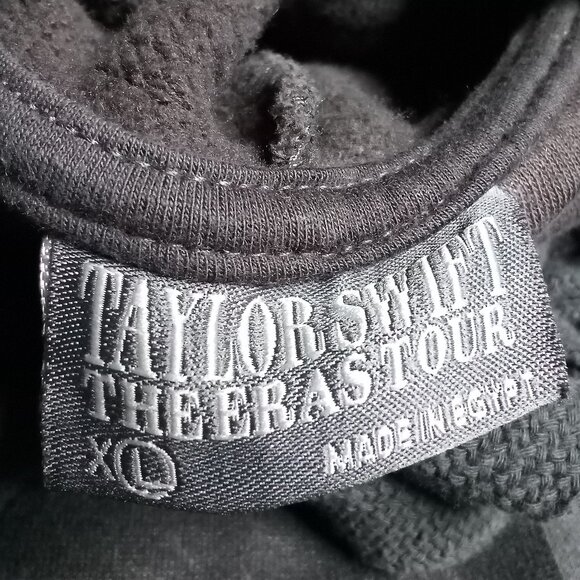 TAYLOR SWIFT
THE ERAS TOUR
XL MADE IN EGYPT